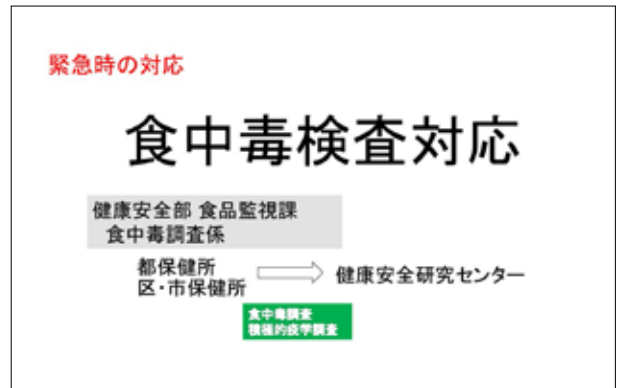 緊急時の対応
食中毒検査対応
健康安全部 食品監視課
食中毒調査係
都保健所
区・市保健所
健康安全研究センター
食中毒調査
積極的疫学調査